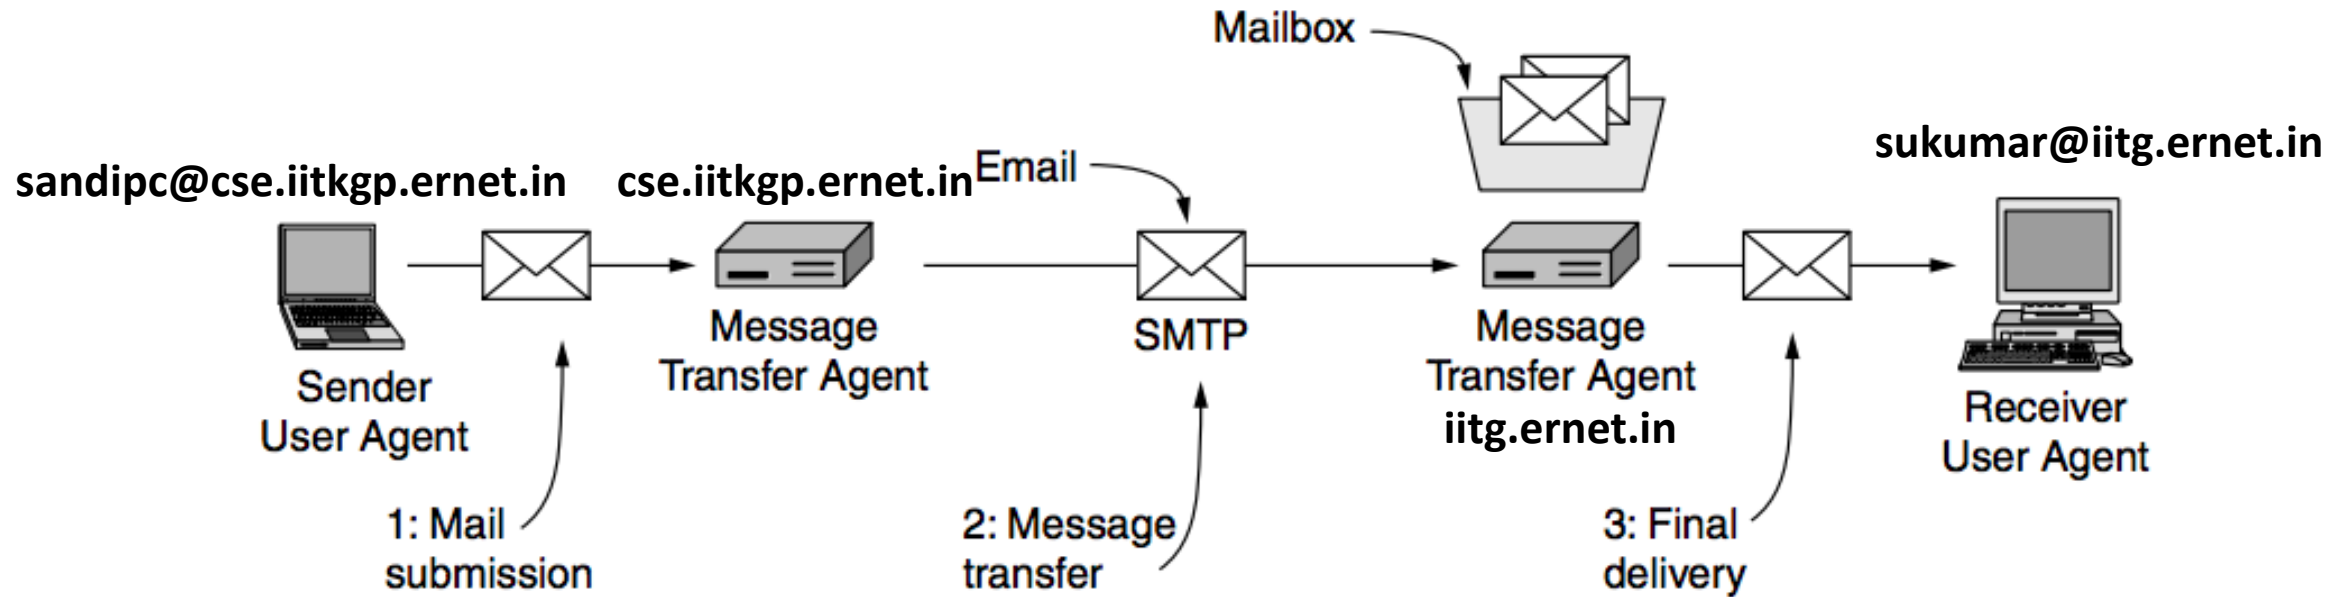 Mailbox
sukumar@iitg.ernet.in
sandipc@cse.iitkgp.ernet.in
cse.iitkgp.ernet.in
Email
Sender
User Agent
Message
Transfer Agent
SMTP
Message
Transfer Agent
iitg.ernet.in
Receiver
User Agent
1: Mail
submission
2: Message
transfer
3: Final
delivery